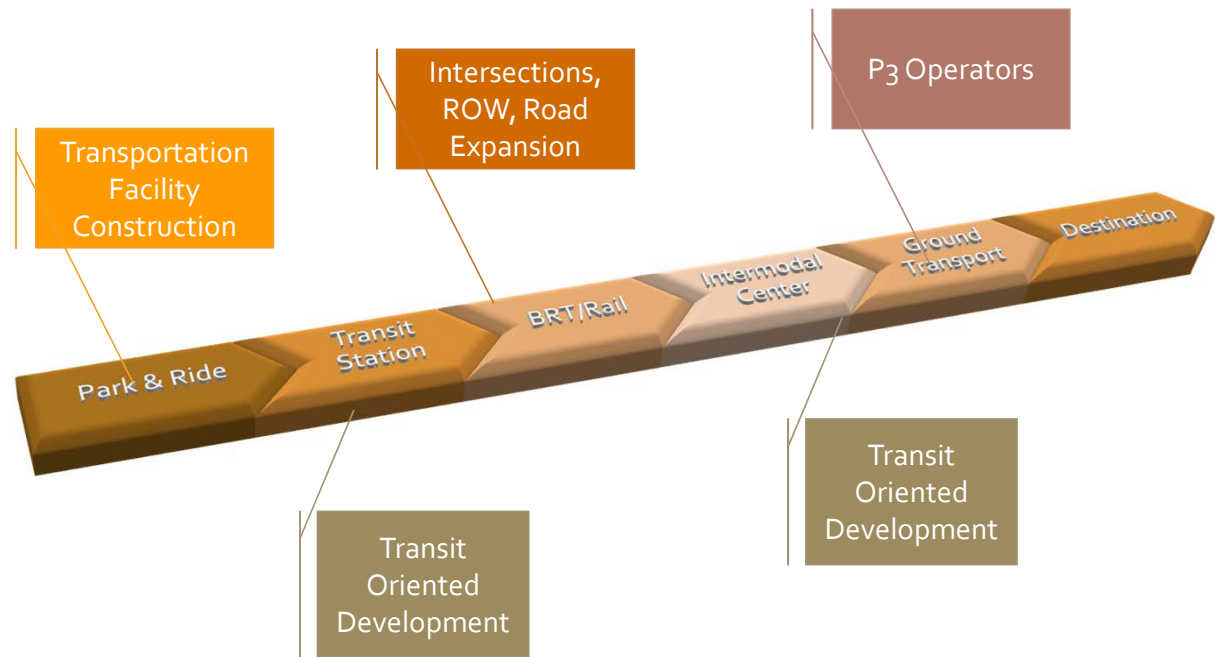 Transportation
Facility
Construction
Intersections,
ROW, Road
Expansion
P3 Operators
Park & Ride
Transit
Station
BRT/Rail
Intermodal
Center
Ground
Transport
Destination
Transit
Oriented
Development
Transit
Oriented
Development